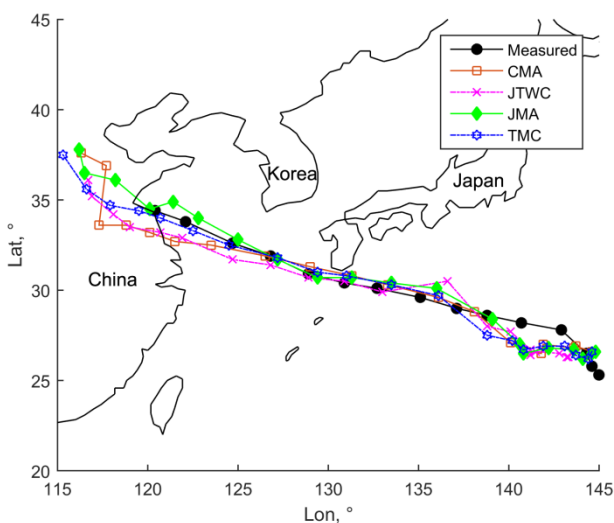 45
40
35
30
25
20
Lat, °
115
120
125
130
135
140
145
Lon, °
Measured
CMA
JTWC
JMA
TMC
Korea
Japan
China